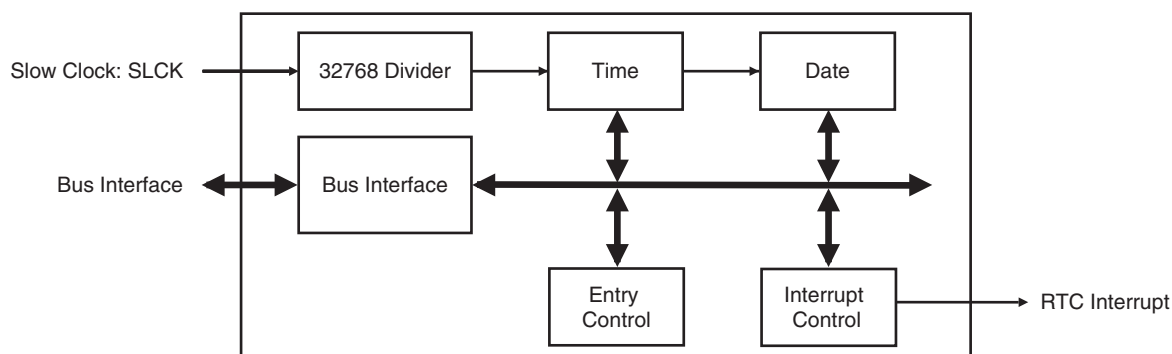 Slow Clock: SLCK
32768 Divider
Time
Date
Bus Interface
Bus Interface
Entry
Control
Interrupt
Control
RTC Interrupt